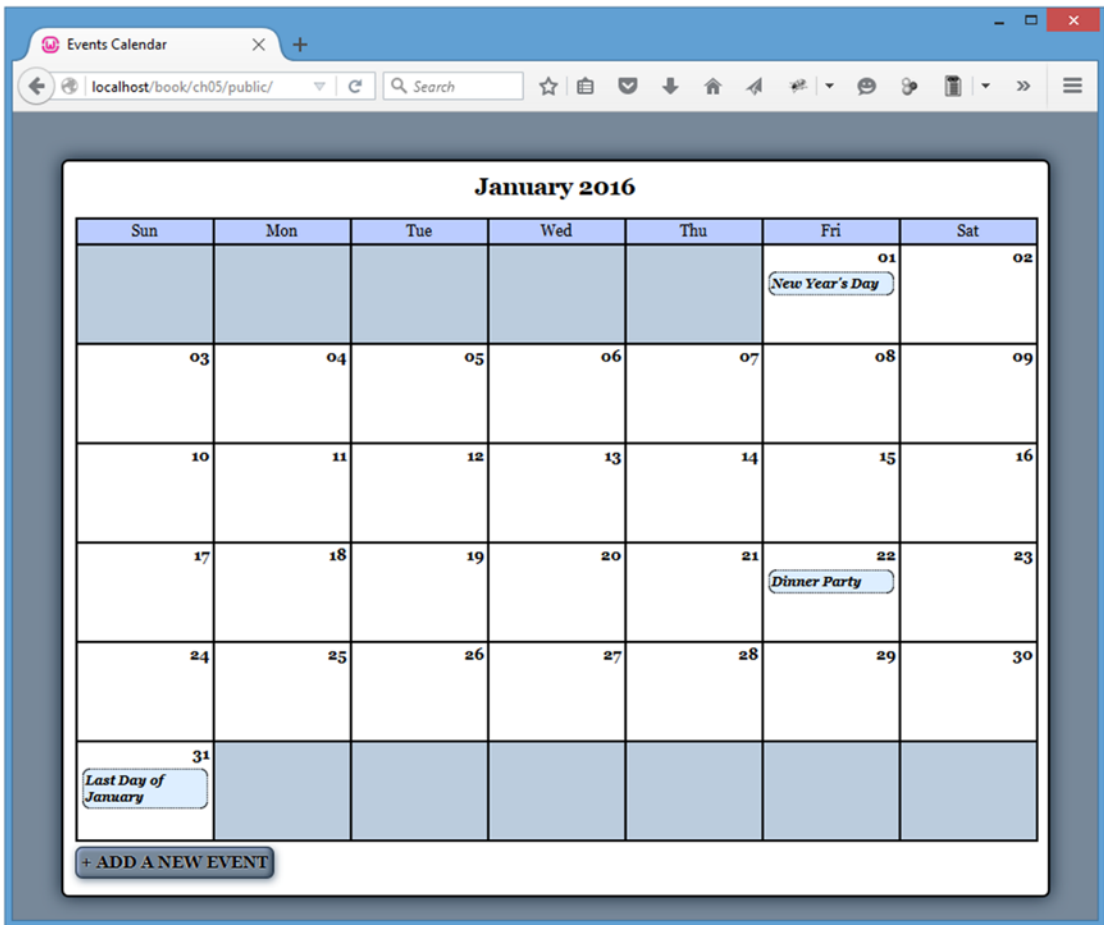 Events Calendar
localhost/book/ch05/public/ Search
January 2016
Sun Mon Tue Wed Thu Fri Sat
01 02
New Year's Day
03 04 05 06 07 08 09
10 11 12 13 14 15 16
17 18 19 20 21 22 23
Dinner Party
24 25 26 27 28 29 30
31
Last Day of
January
+ ADD A NEW EVENT